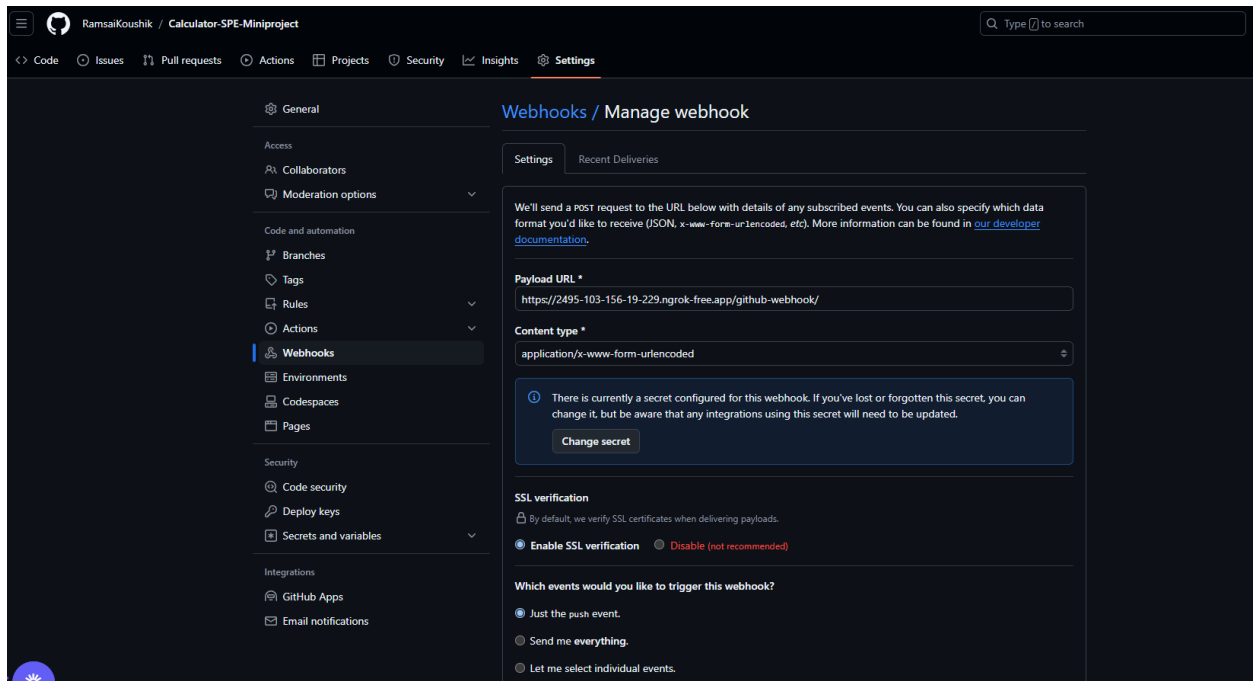 RamsaiKoushik / Calculator-SPE-Miniproject
Type / to search
Code Issues Pull requests Actions Projects Security Insights Settings
General
Access
Collaborators
Moderation options
Code and automation
Branches
Tags
Rules
Actions
Webhooks
Environments
Codespaces
Pages
Security
Code security
Deploy keys
Secrets and variables
Integrations
GitHub Apps
Email notifications
Webhooks / Manage webhook
Settings Recent Deliveries
We'll send a POST request to the URL below with details of any subscribed events. You can also specify which data
format you'd like to receive (JSON, x-www-form-urlencoded, etc). More information can be found in our developer
documentation.
Payload URL *
https://2495-103-156-19-229.ngrok-free.app/github-webhook/
Content type *
application/x-www-form-urlencoded
There is currently a secret configured for this webhook. If you've lost or forgotten this secret, you can
change it, but be aware that any integrations using this secret will need to be updated.
Change secret
SSL verification
By default, we verify SSL certificates when delivering payloads.
Enable SSL verification Disable (not recommended)
Which events would you like to trigger this webhook?
Just the push event.
Send me everything.
Let me select individual events.